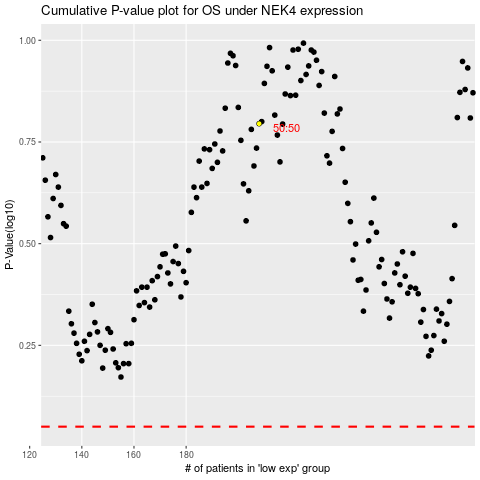 Cumulative P-value plot for OS under NEK4 expression
1.00
0.75
0.50
0.25
P-Value(log10)
50:50
120 140 160 180
# of patients in 'low exp' group